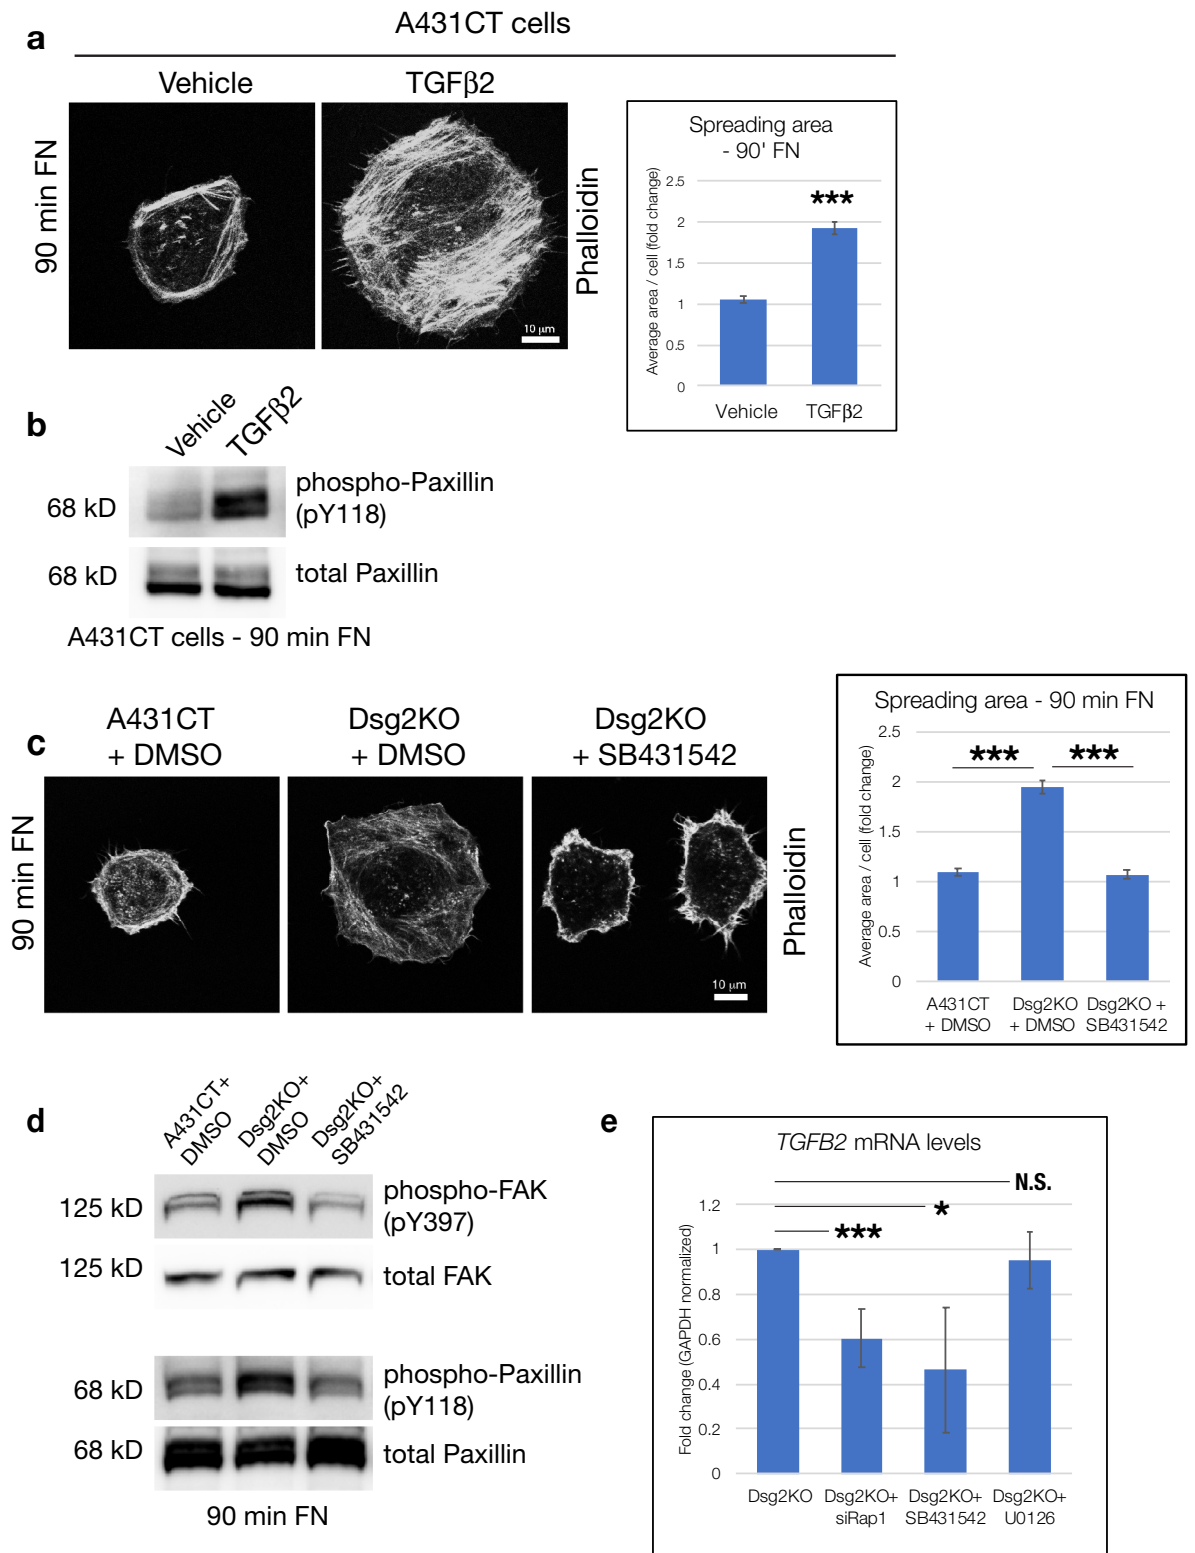 a
A431CT cells
Vehicle
TGFβ2
90 min FN
10 µm
Phalloidin
Spreading area
- 90' FN
Average area / cell (fold change)
2.5
2
1.5
1
0.5
0
***
Vehicle
TGFβ2
b
Vehicle
TGFβ2
68 kD
phospho-Paxillin
(pY118)
68 kD
total Paxillin
A431CT cells - 90 min FN
c
A431CT
+ DMSO
Dsg2KO
+ DMSO
Dsg2KO
+ SB431542
90 min FN
10 µm
Phalloidin
Spreading area - 90 min FN
Average area / cell (fold change)
2.5
2
1.5
1
0.5
0
***
***
A431CT
+ DMSO
Dsg2KO
+ DMSO
Dsg2KO +
SB431542
d
A431CT+
DMSO
Dsg2KO+
DMSO
Dsg2KO+
SB431542
125 kD
phospho-FAK
(pY397)
125 kD
total FAK
68 kD
phospho-Paxillin
(pY118)
68 kD
total Paxillin
90 min FN
e
TGFB2 mRNA levels
Fold change (GAPDH normalized)
1.2
1
0.8
0.6
0.4
0.2
0
N.S.
*
***
Dsg2KO
Dsg2KO+
siRap1
Dsg2KO+
SB431542
Dsg2KO+
U0126